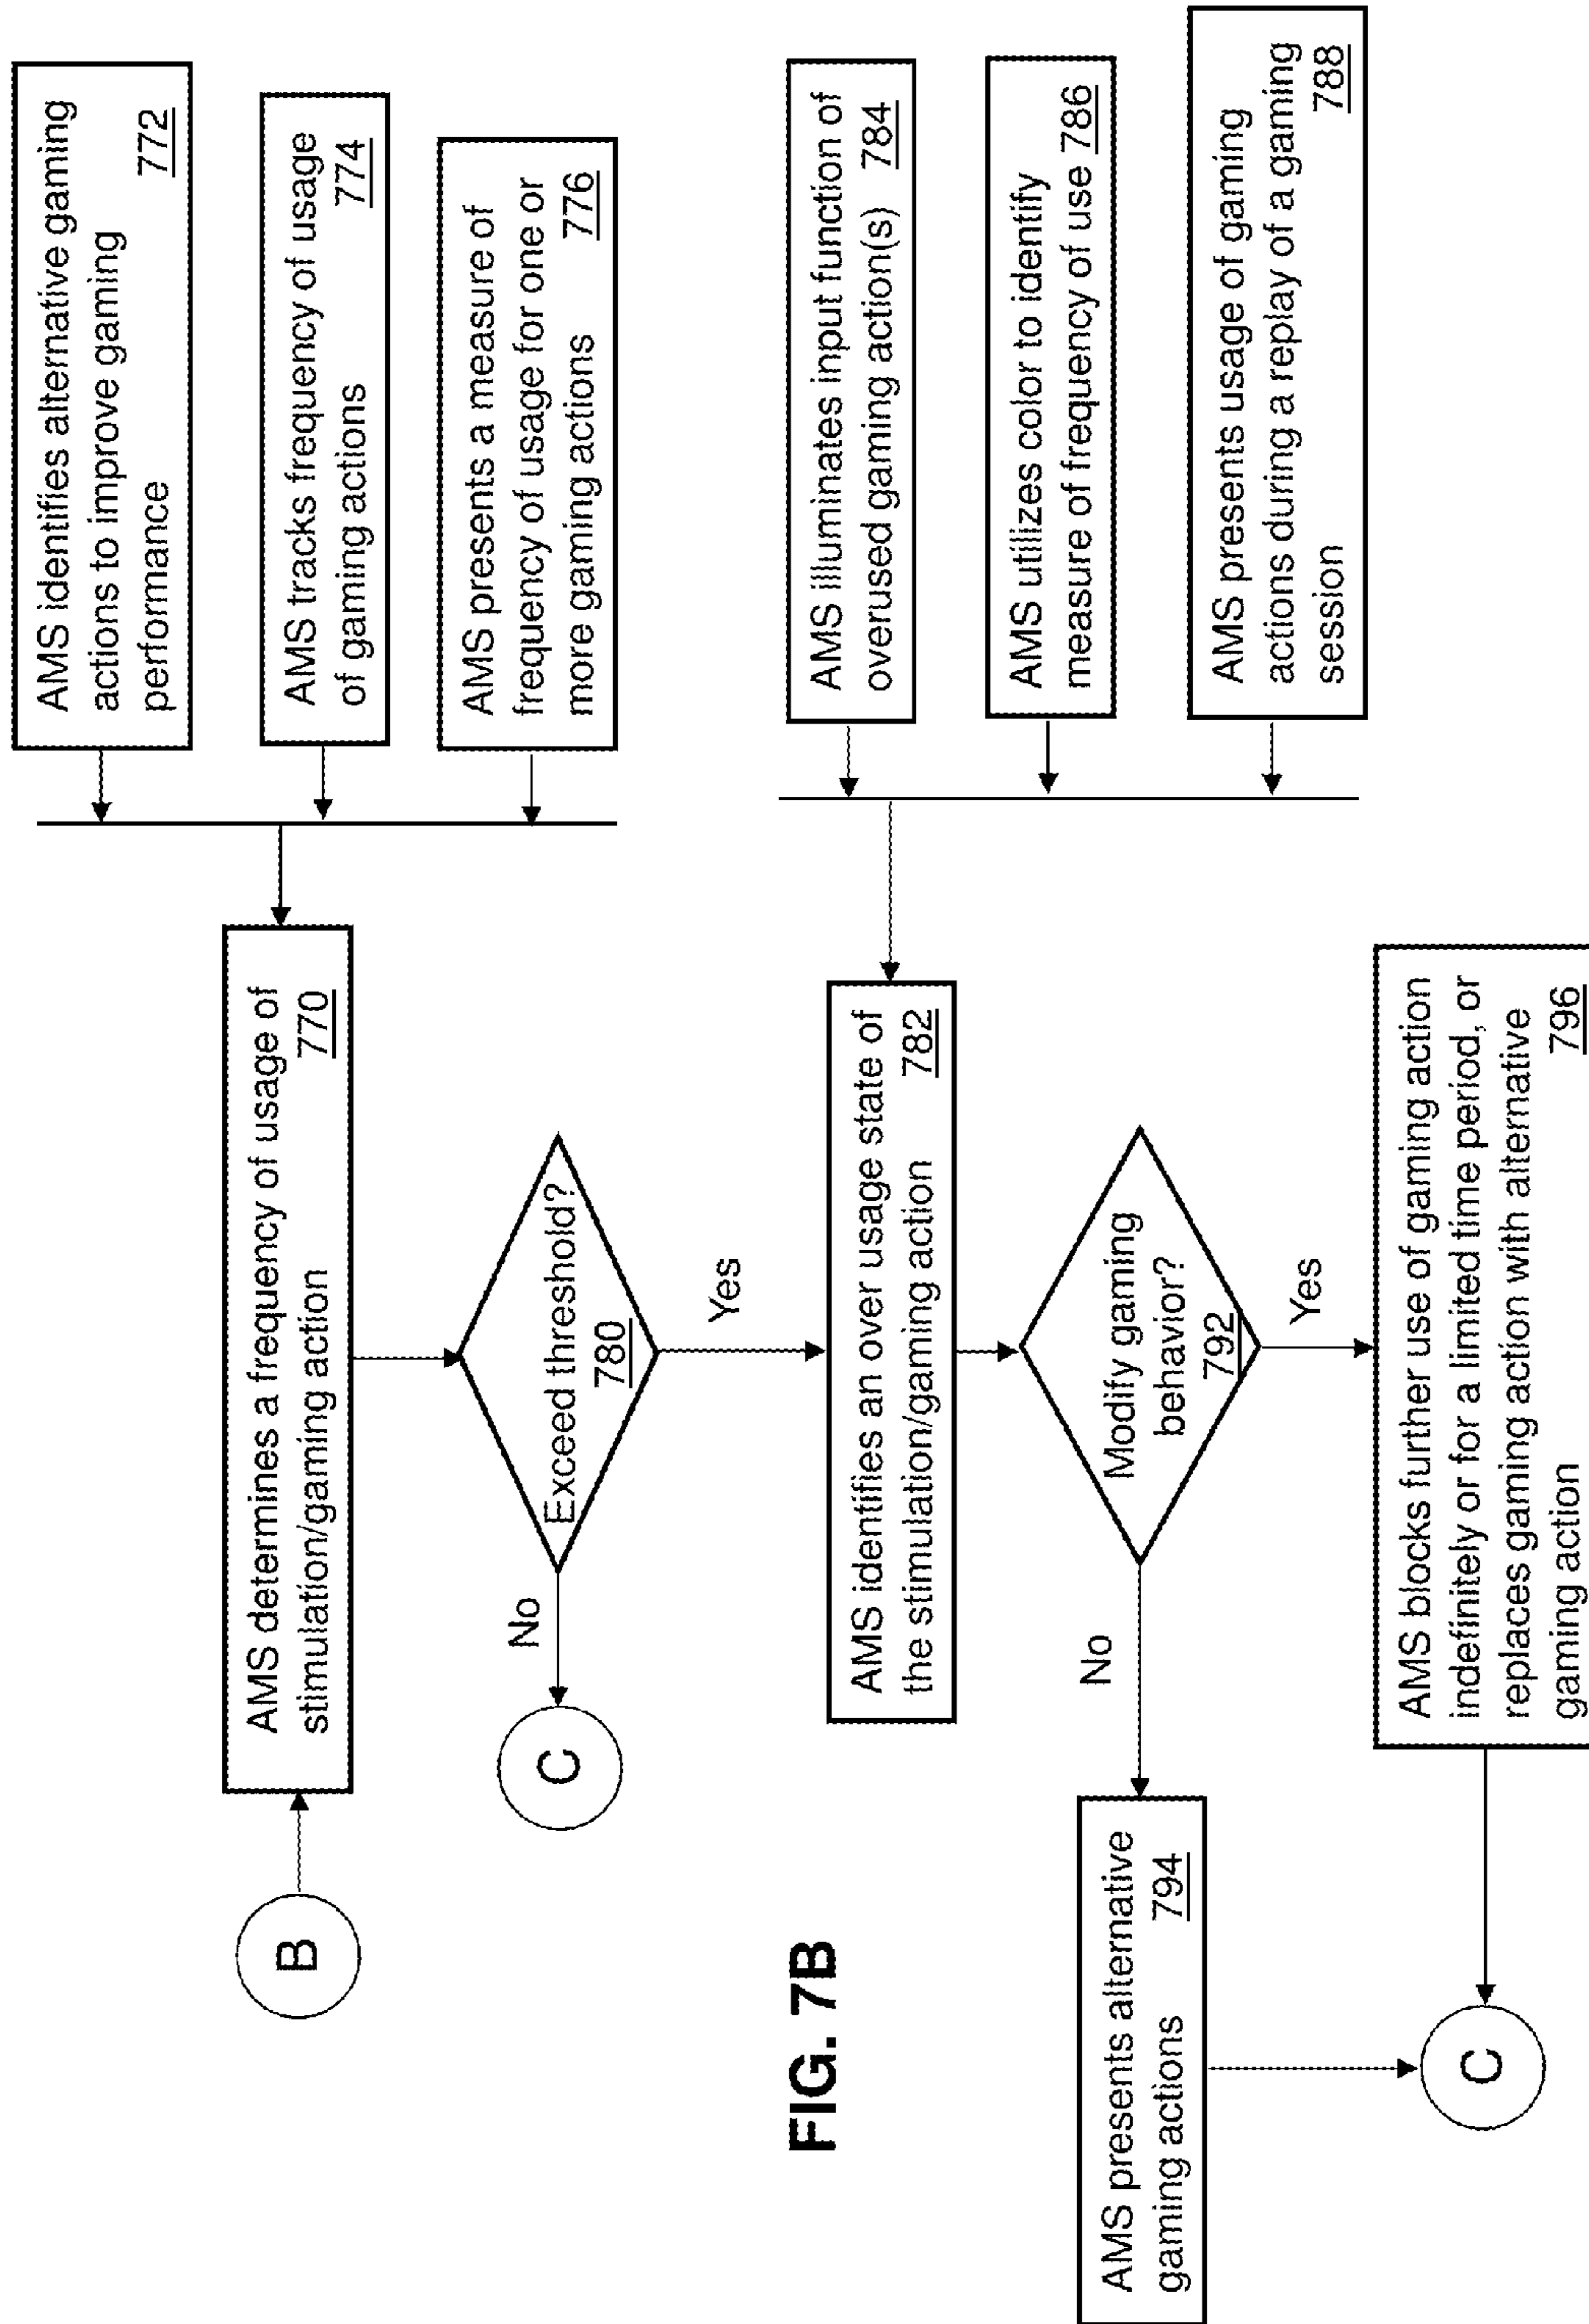 B
AMS determines a frequency of usage of
stimulation/gaming action 770
AMS identifies alternative gaming
actions to improve gaming
performance 772
AMS tracks frequency of usage
of gaming actions 774
AMS presents a measure of
frequency of usage for one or
more gaming actions 776
Exceed threshold?
780
No
C
Yes
AMS identifies an over usage state of
the stimulation/gaming action 782
AMS illuminates input function of
overused gaming action(s) 784
AMS utilizes color to identify
measure of frequency of use 786
AMS presents usage of gaming
actions during a replay of a gaming
session 788
Modify gaming
behavior?
792
No
Yes
AMS presents alternative
gaming actions 794
AMS blocks further use of gaming action
indefinitely or for a limited time period, or
replaces gaming action with alternative
gaming action 796
C
FIG. 7B